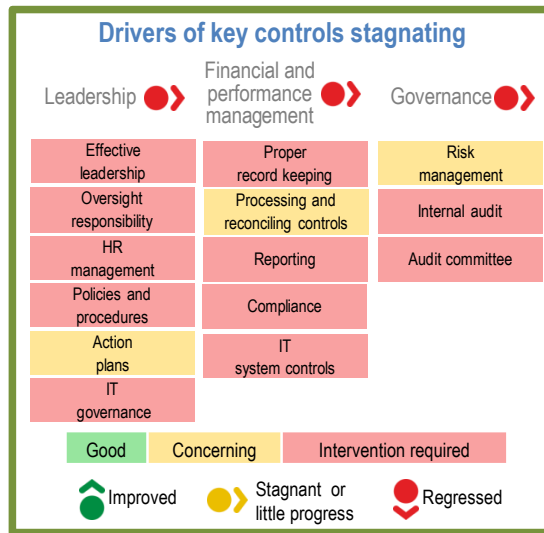 Drivers of key controls stagnating
Leadership
Financial and
performance
management
Governance
Effective
leadership
Oversight
responsibility
HR
management
Policies and
procedures
Action
plans
IT
governance
Proper
record keeping
Processing and
reconciling controls
Reporting
Compliance
IT
system controls
Risk
management
Internal audit
Audit committee
Good
Concerning
Intervention required
Improved
Stagnant or
little progress
Regressed